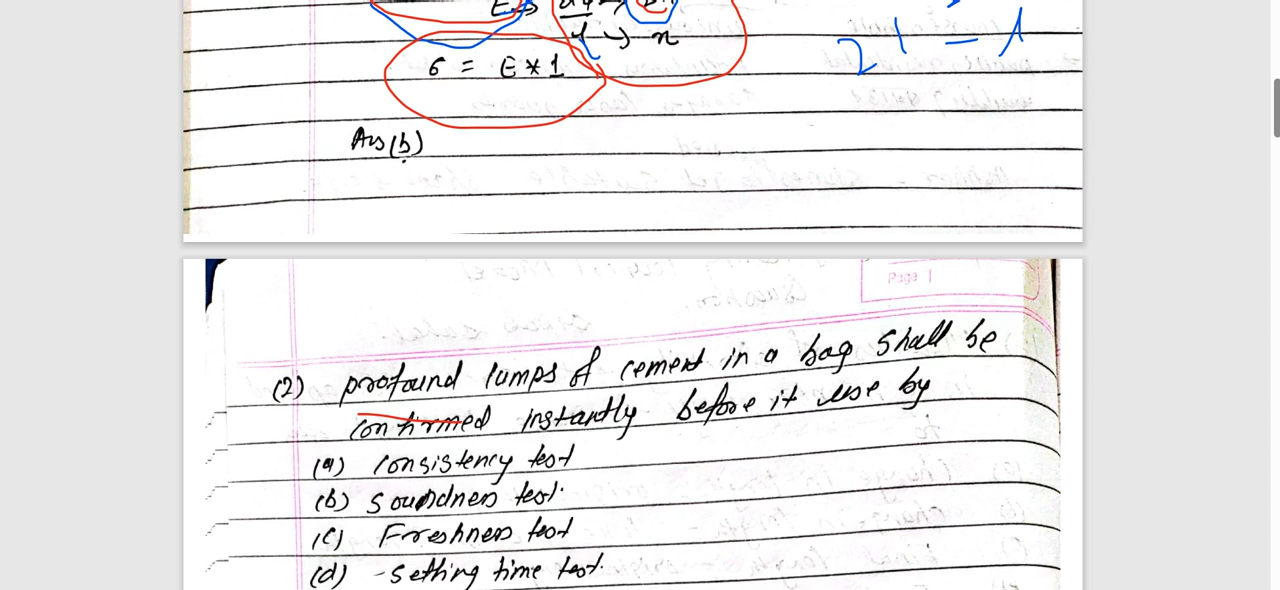 E
x
2 1 = 1
6 = E * 1
Ans (b)
Page 1
(2) profound lumps of cement in a bag shall be
confirmed instantly before it use by
(a) consistency test
(b) Soundness test.
(c) Freshness test
(d) -setting time test.